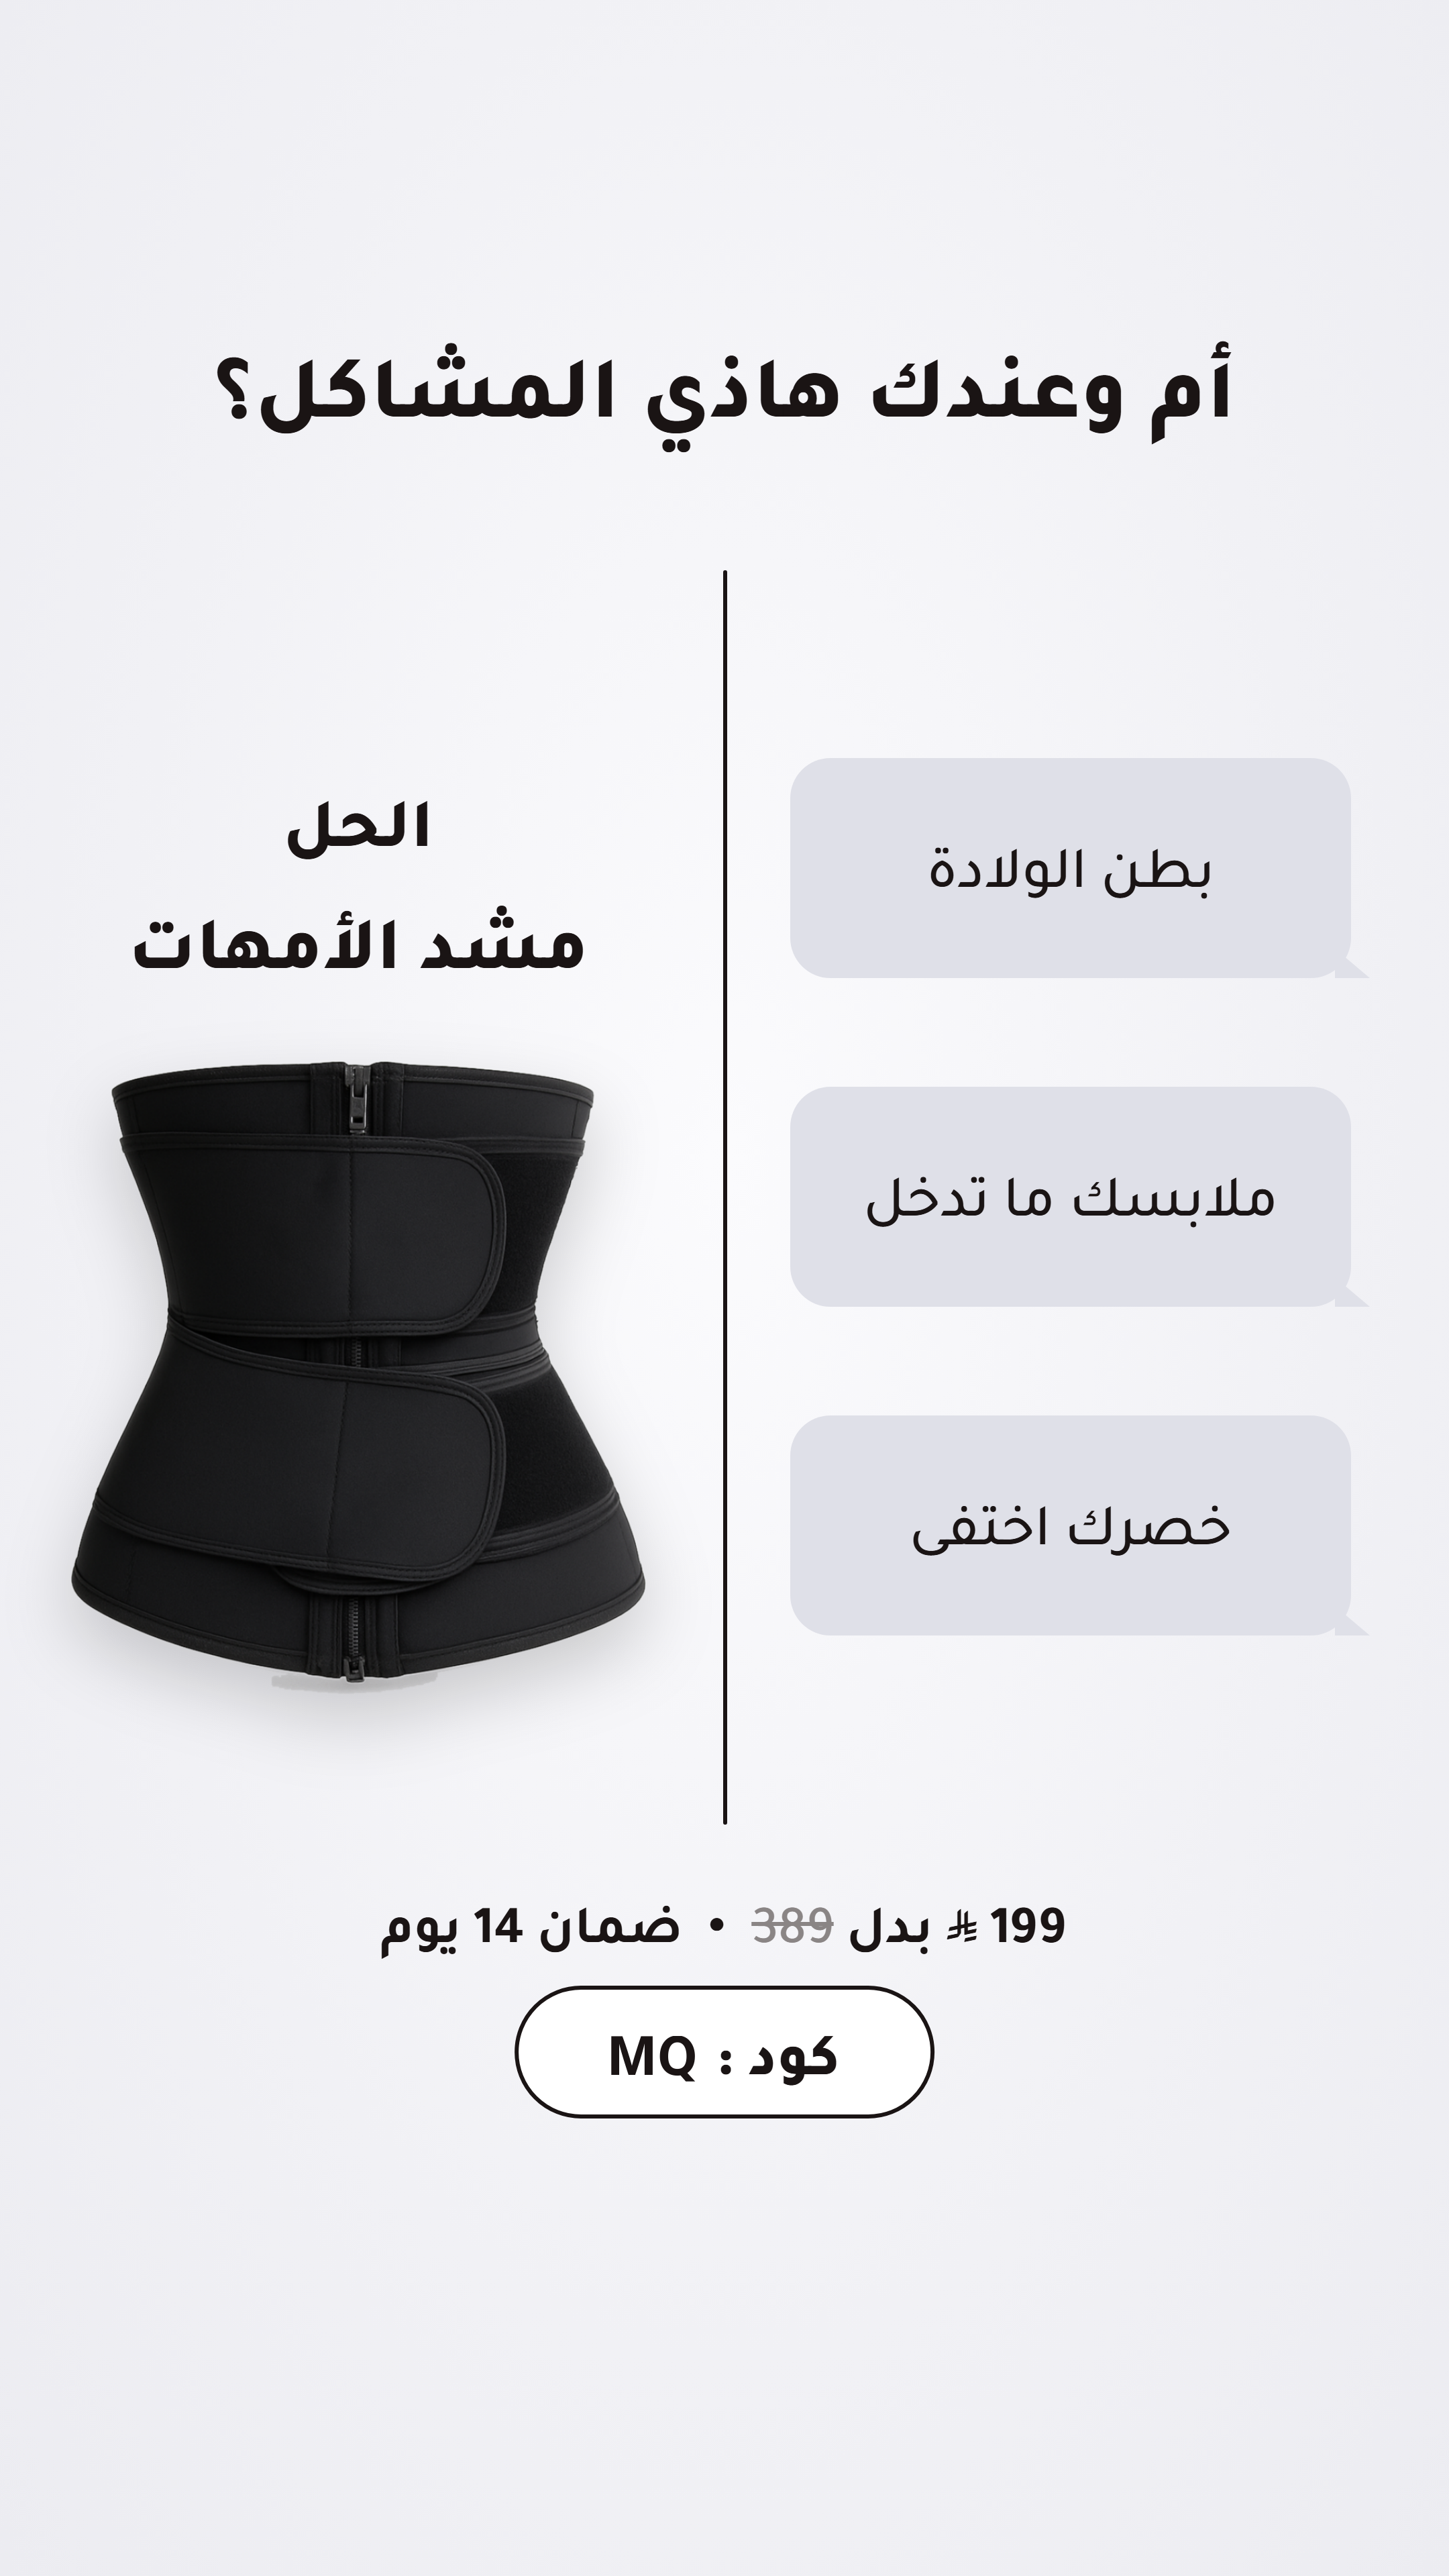 أم وعندك هاذي المشاكل؟
بطن الولادة
ملابسك ما تدخل
خصرك اختفى
الحل
مشد الأمهات
199 ⃁ بدل 389 • ضمان 14 يوم
كود : MQ